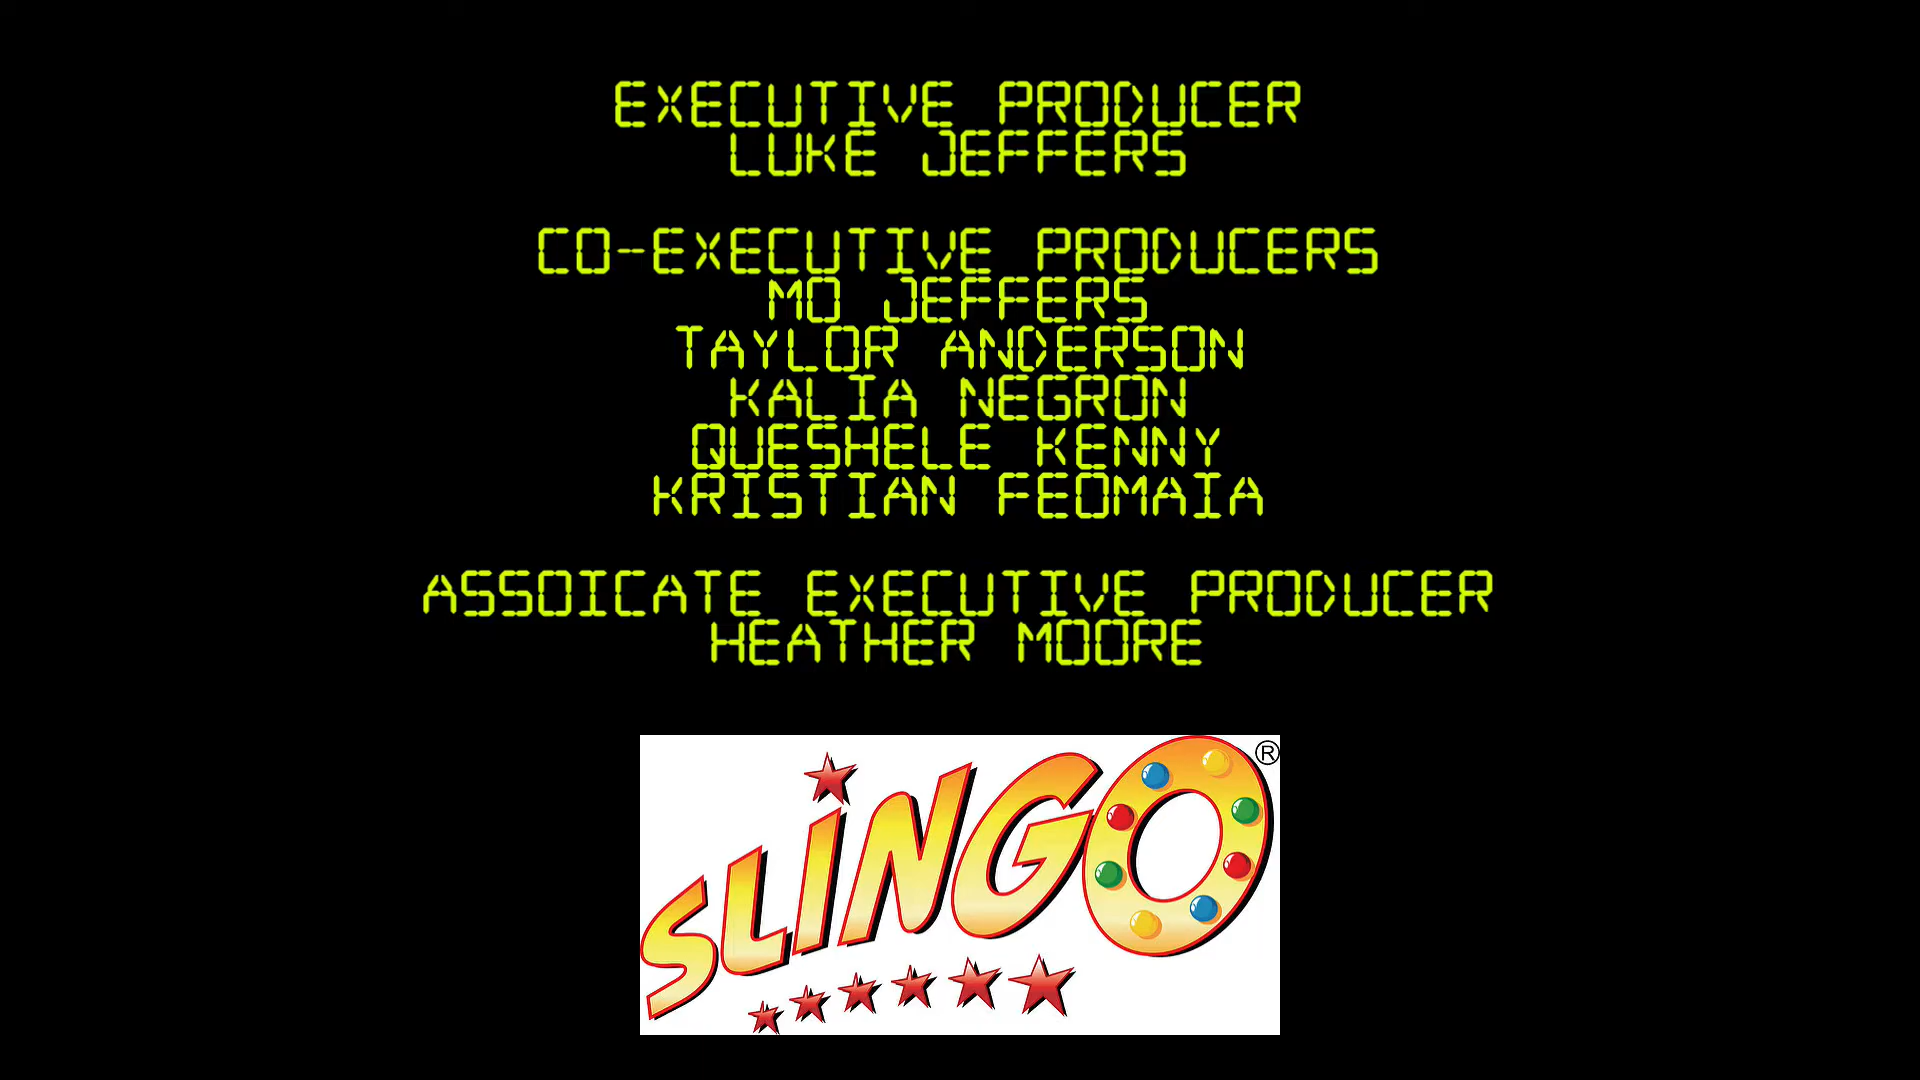 EXECUTIVE PRODUCER
LUKE JEFFERS
CO-EXECUTIVE PRODUCERS
MO JEFFERS
TAYLOR ANDERSON
KALIA NEGRON
QUESHELE KENNY
KRISTIAN FEOMAIA
ASSOICATE EXECUTIVE PRODUCER
HEATHER MOORE
SLiNGO®